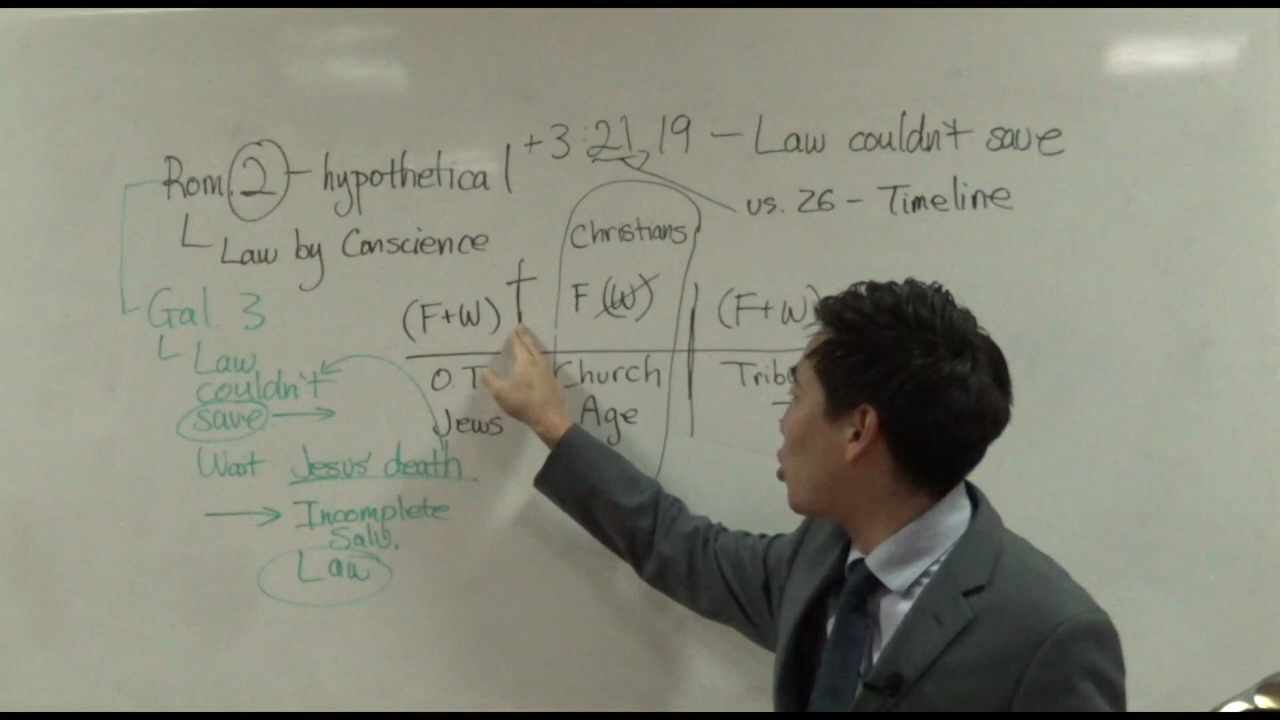 Rom. 2 - hypothetical +3:21, 19 - Law couldn't save
vs. 26 - Timeline
Law by Conscience
Christians
(F+W) † F (W) (F+W)
O.T. Church
Jews Age
Gal. 3
Law
couldn't
save →
Jesus' death
→ Incomplete
Salv.
Law